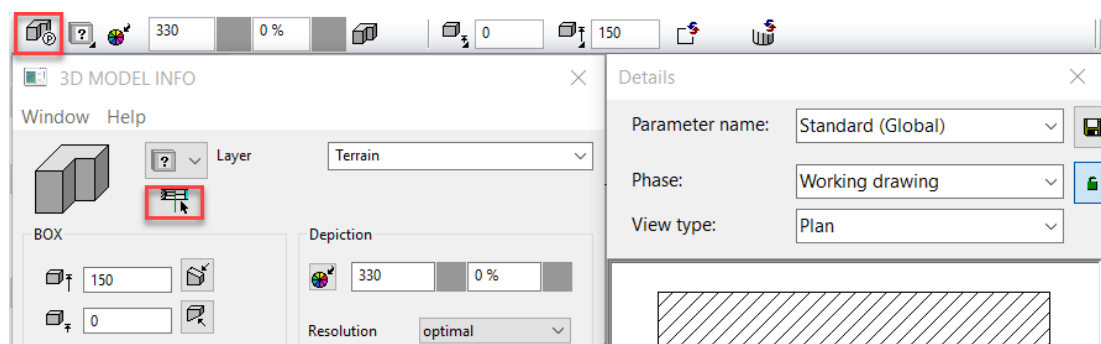 330
0 %
0
150
3D MODEL INFO
Window Help
Layer
Terrain
BOX
150
0
Depiction
330
0 %
Resolution
optimal
Details
Parameter name:
Standard (Global)
Phase:
Working drawing
View type:
Plan